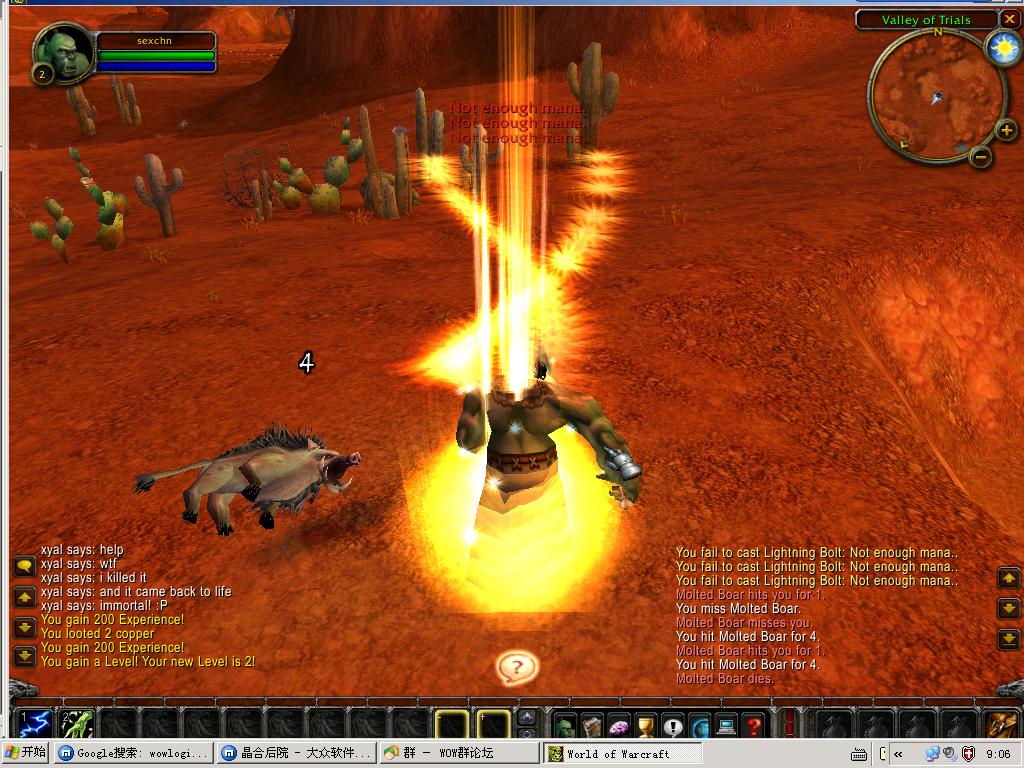 Valley of Trials
sexchn
2
N
Not enough mana.
Not enough mana.
Not enough mana.
4
xyal says: help
xyal says: wtf
xyal says: i killed it
xyal says: and it came back to life
xyal says: immortal! :P
You gain 200 Experience!
You looted 2 copper
You gain 200 Experience!
You gain a Level! Your new Level is 2!
You fail to cast Lightning Bolt: Not enough mana..
You fail to cast Lightning Bolt: Not enough mana..
You fail to cast Lightning Bolt: Not enough mana..
Molted Boar hits you for 1.
You miss Molted Boar.
Molted Boar misses you.
You hit Molted Boar for 4.
Molted Boar hits you for 1.
You hit Molted Boar for 4.
Molted Boar dies.
?
1 2 ! ?
开始 Google搜索: wowlogi... 晶合后院 - 大众软件... 群 － WOW群论坛 World of Warcraft « 9:06